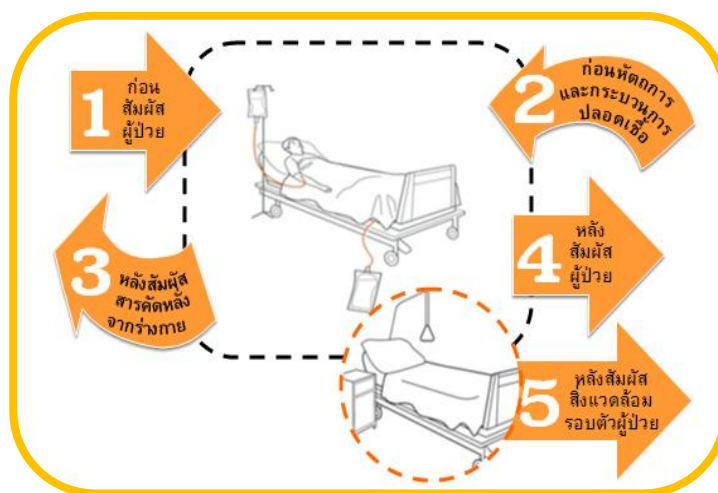 1
ก่อน
สัมผัส
ผู้ป่วย
2
ก่อนหัตถการ
และกระบวนการ
ปลอดเชื้อ
3
หลังสัมผัส
สารคัดหลั่ง
จากร่างกาย
4
หลัง
สัมผัส
ผู้ป่วย
5
หลังสัมผัส
สิ่งแวดล้อม
รอบตัวผู้ป่วย